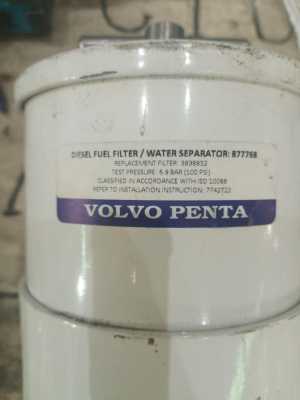 DIESEL FUEL FILTER / WATER SEPARATOR: 877768
REPLACEMENT FILTER: 3838852
TEST PRESSURE: 6.9 BAR (100 PSI)
CLASSIFIED IN ACCORDANCE WITH ISO 10088
REFER TO INSTALLATION INSTRUCTION: 7742723
VOLVO PENTA